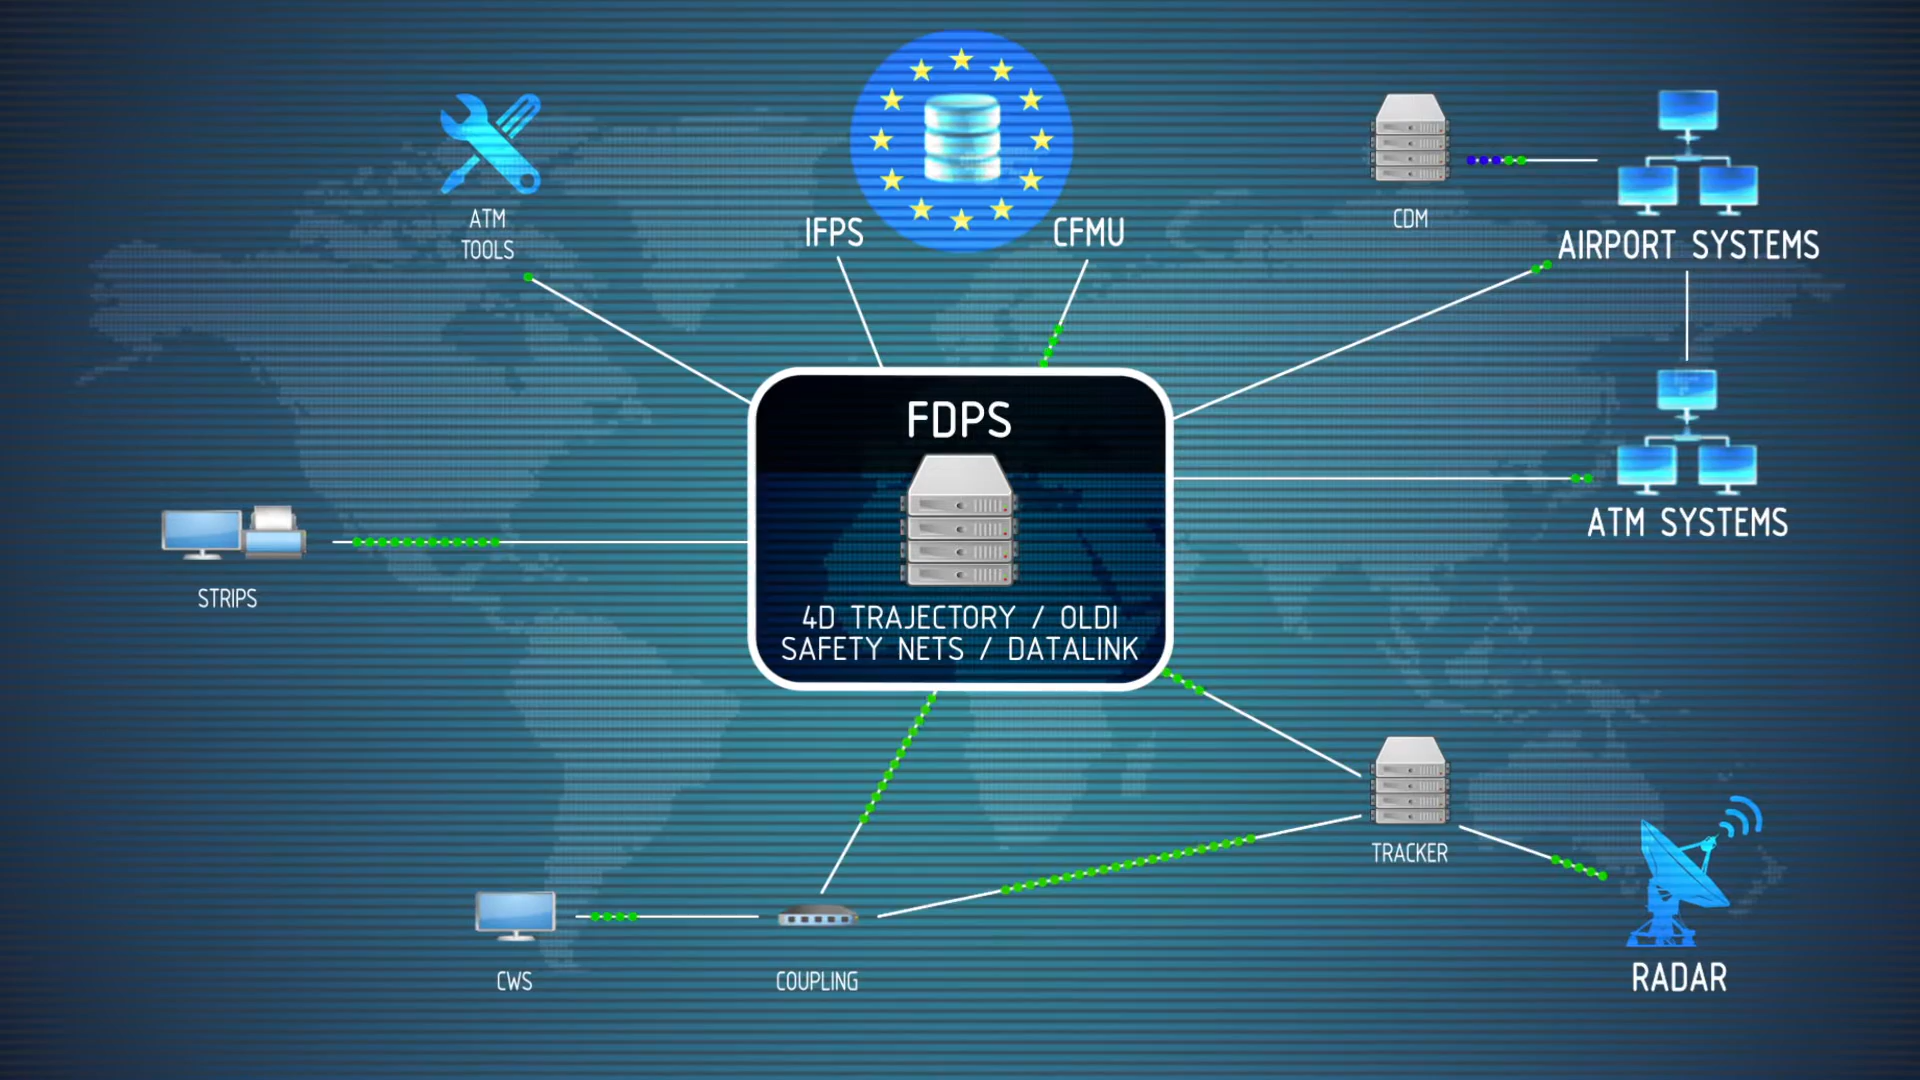 ATM
TOOLS
IFPS
CFMU
CDM
AIRPORT SYSTEMS
FDPS
4D TRAJECTORY / OLDI
SAFETY NETS / DATALINK
ATM SYSTEMS
STRIPS
TRACKER
CWS
COUPLING
RADAR